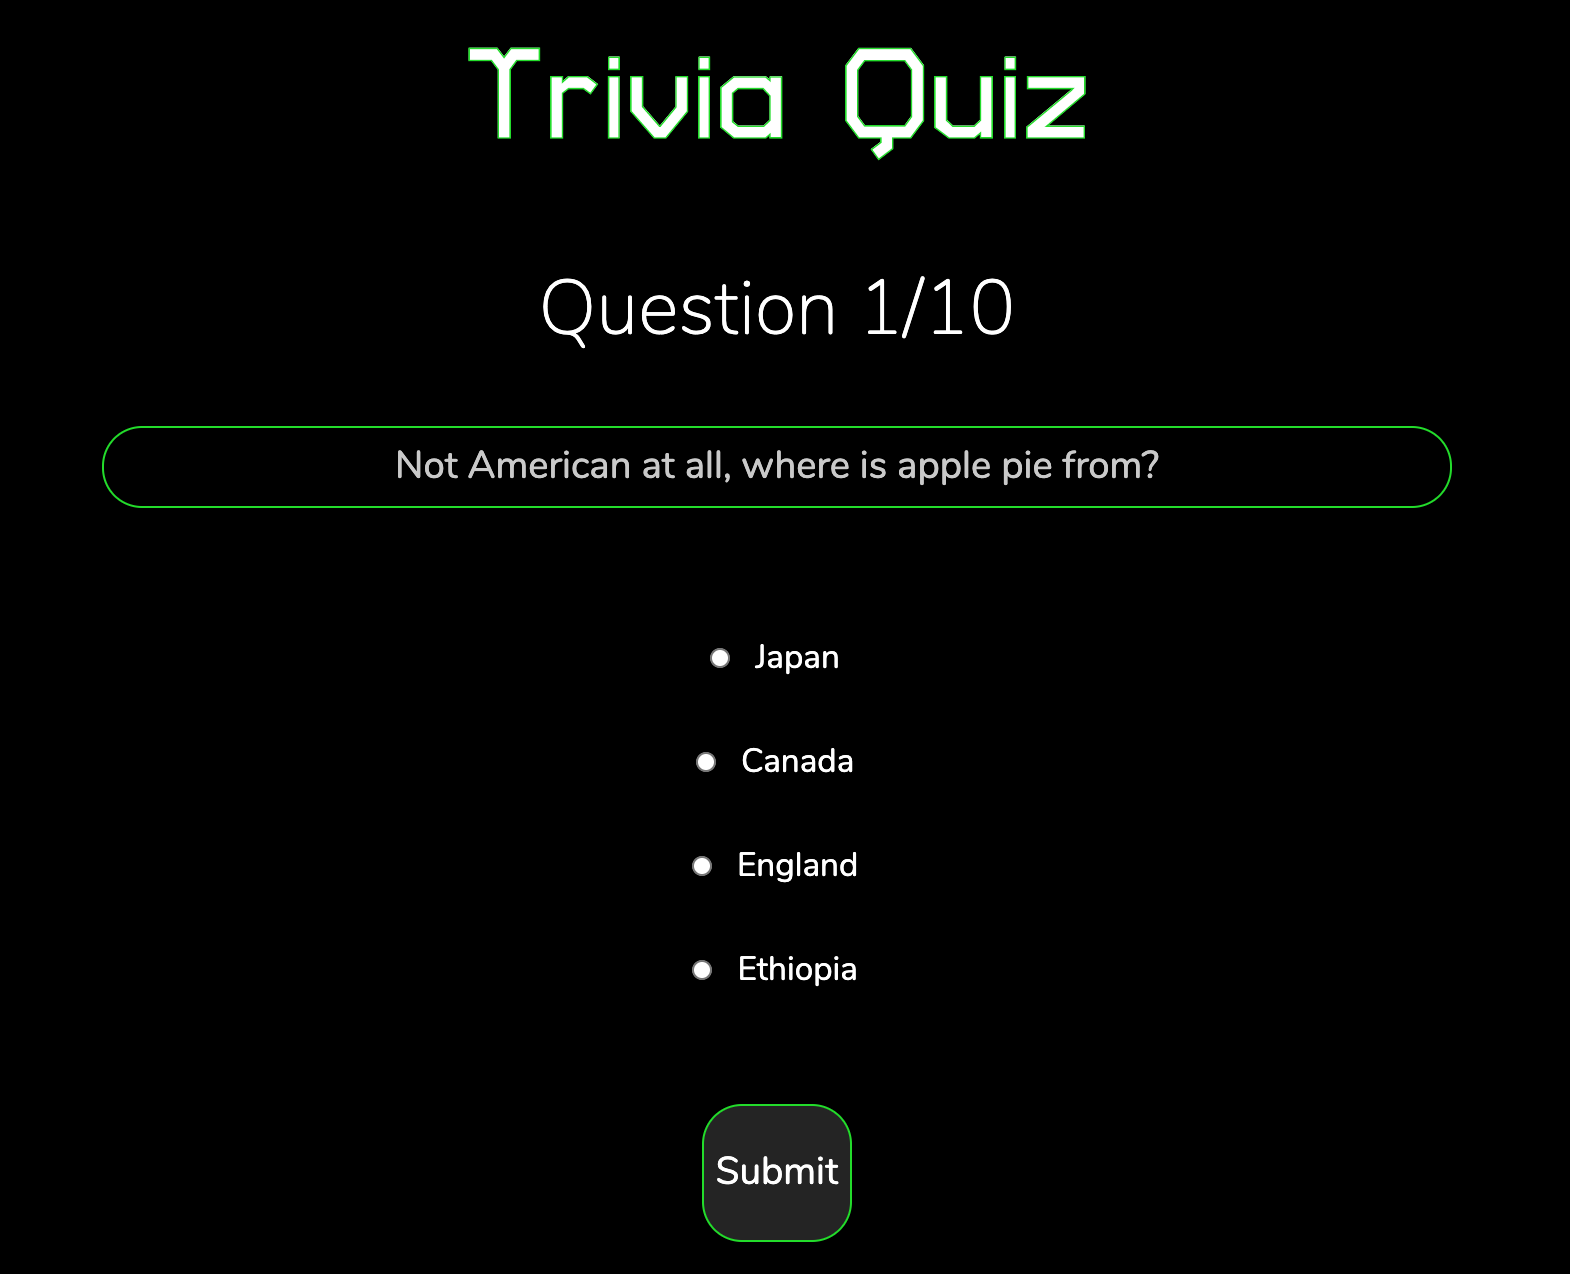 Trivia Quiz
Question 1/10
Not American at all, where is apple pie from?
Japan
Canada
England
Ethiopia
Submit